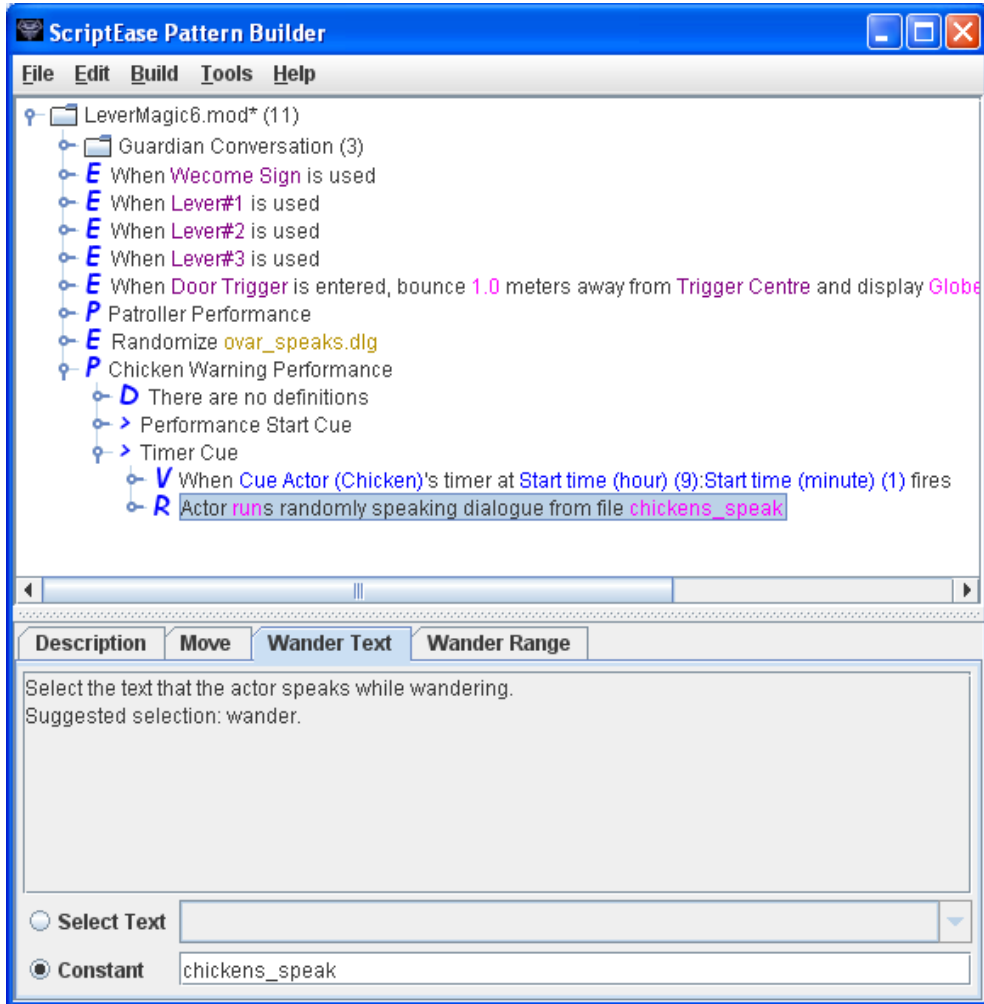 ScriptEase Pattern Builder
File Edit Build Tools Help
LeverMagic6.mod* (11)
Guardian Conversation (3)
E When Wecome Sign is used
E When Lever#1 is used
E When Lever#2 is used
E When Lever#3 is used
E When Door Trigger is entered, bounce 1.0 meters away from Trigger Centre and display Globe
P Patroller Performance
E Randomize ovar_speaks.dlg
P Chicken Warning Performance
D There are no definitions
> Performance Start Cue
> Timer Cue
V When Cue Actor (Chicken)'s timer at Start time (hour) (9):Start time (minute) (1) fires
R Actor runs randomly speaking dialogue from file chickens_speak
Description Move Wander Text Wander Range
Select the text that the actor speaks while wandering.
Suggested selection: wander.
Select Text
Constant chickens_speak